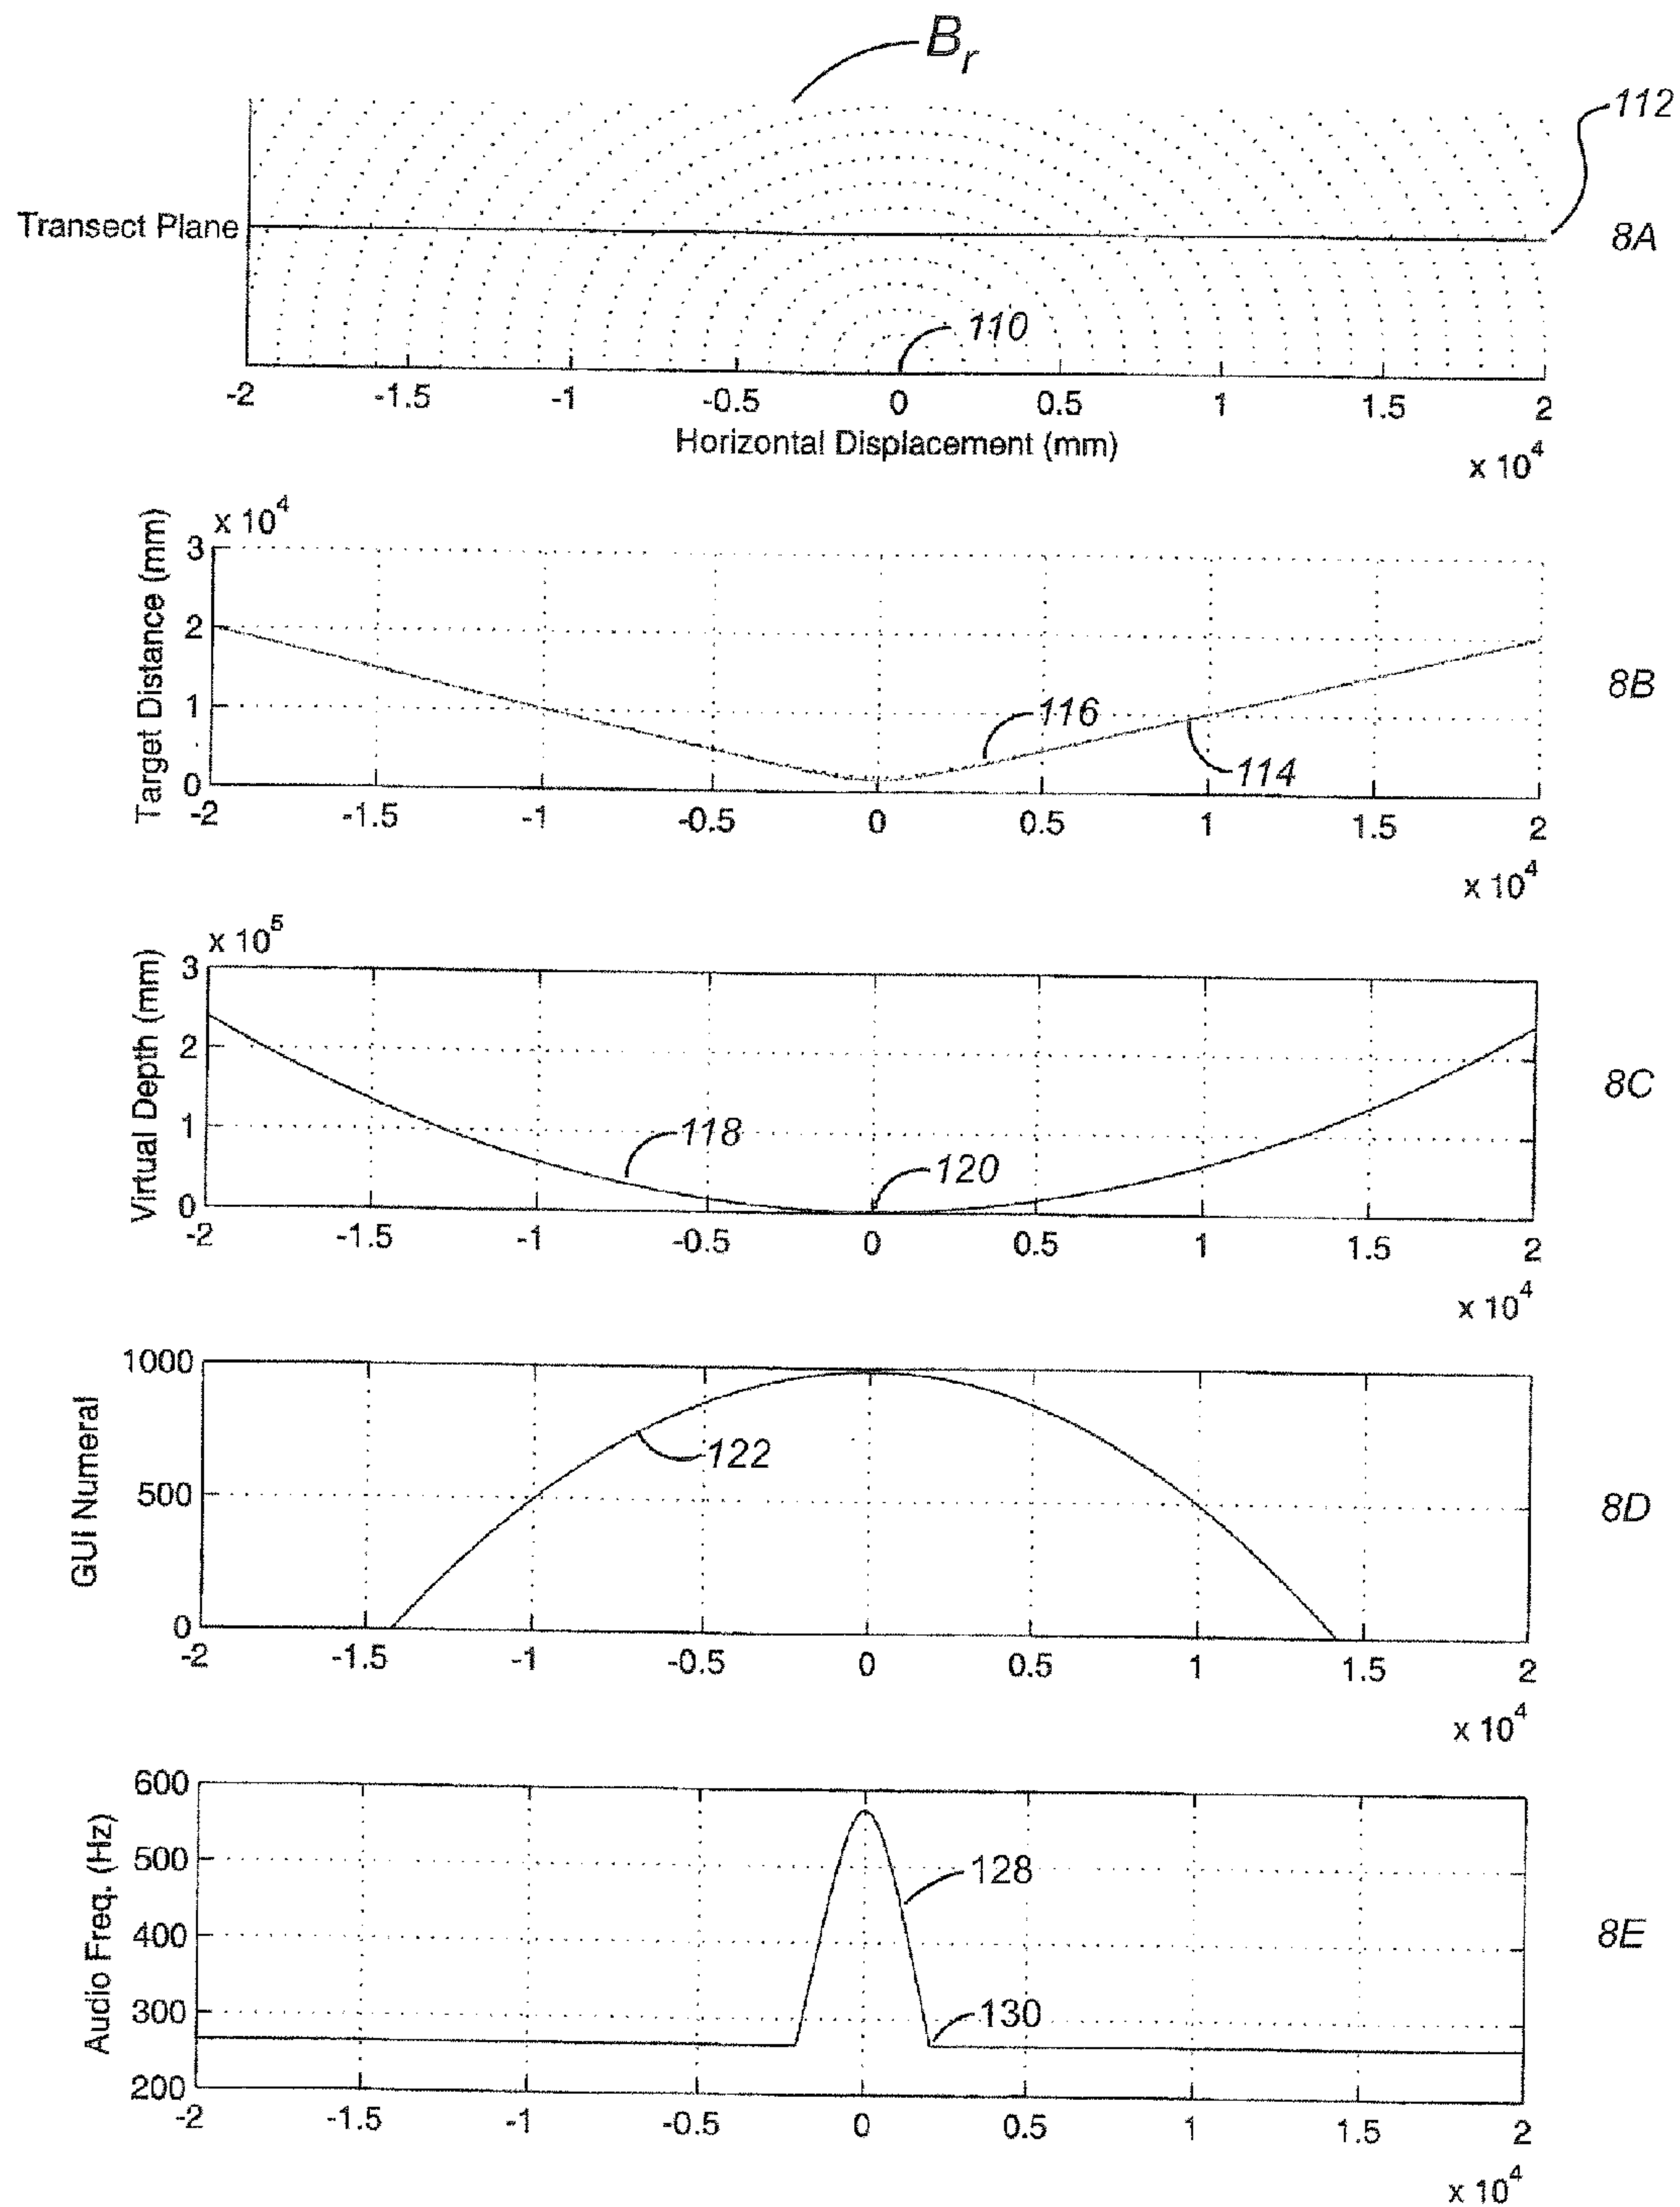 B_r
112
Transect Plane
8A
110
-2 -1.5 -1 -0.5 0 0.5 1 1.5 2
Horizontal Displacement (mm)
x 10^4
x 10^4
Target Distance (mm)
3
2
1
0
116
114
8B
-2 -1.5 -1 -0.5 0 0.5 1 1.5 2
x 10^4
x 10^5
Virtual Depth (mm)
3
2
1
0
118
120
8C
-2 -1.5 -1 -0.5 0 0.5 1 1.5 2
x 10^4
GUI Numeral
1000
500
0
122
8D
-2 -1.5 -1 -0.5 0 0.5 1 1.5 2
x 10^4
Audio Freq. (Hz)
600
500
400
300
200
128
130
8E
-2 -1.5 -1 -0.5 0 0.5 1 1.5 2
x 10^4